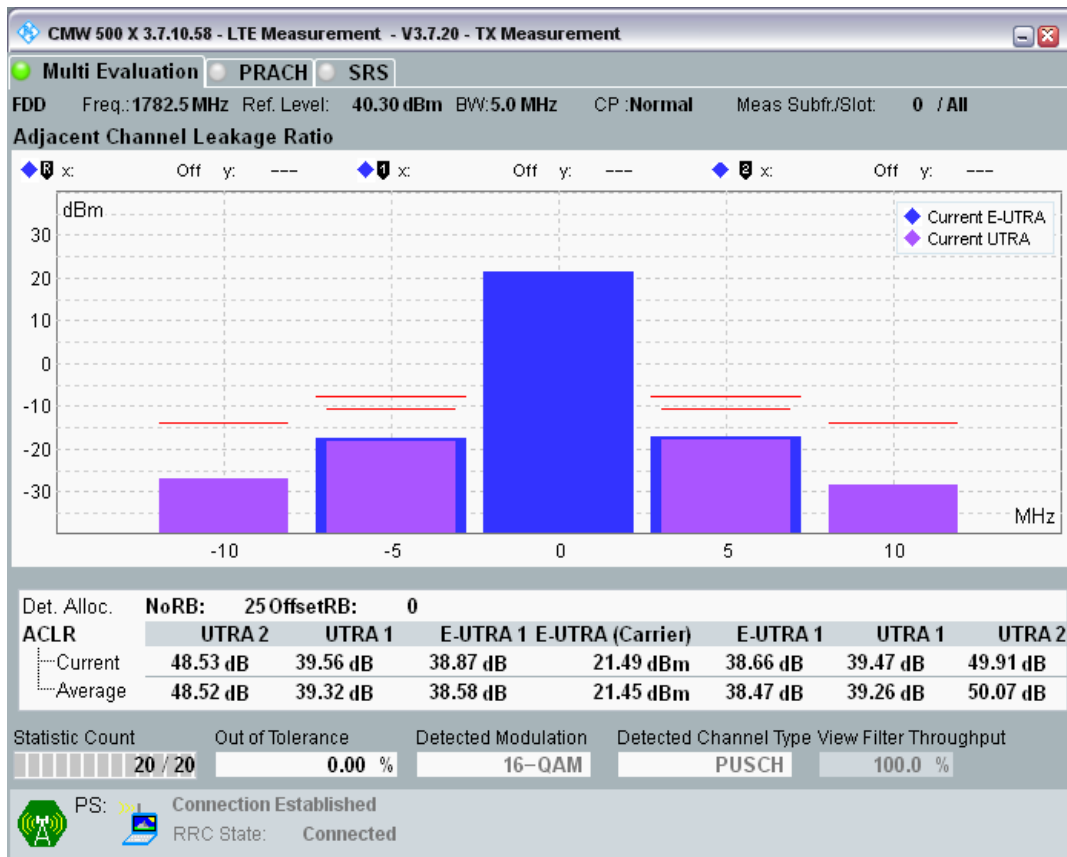 CMW 500 X 3.7.10.58 - LTE Measurement - V3.7.20 - TX Measurement
Multi Evaluation PRACH SRS
FDD Freq.:1782.5 MHz Ref. Level: 40.30 dBm BW:5.0 MHz CP :Normal Meas Subfr./Slot: 0 / All
Adjacent Channel Leakage Ratio
R x: Off y: --- 1 x: Off y: --- 2 x: Off y: ---
dBm
Current E-UTRA
Current UTRA
30
20
10
0
-10
-20
-30
MHz
-10 -5 0 5 10
Det. Alloc. NoRB: 25 OffsetRB: 0
ACLR UTRA 2 UTRA 1 E-UTRA 1 E-UTRA (Carrier) E-UTRA 1 UTRA 1 UTRA 2
Current 48.53 dB 39.56 dB 38.87 dB 21.49 dBm 38.66 dB 39.47 dB 49.91 dB
Average 48.52 dB 39.32 dB 38.58 dB 21.45 dBm 38.47 dB 39.26 dB 50.07 dB
Statistic Count Out of Tolerance Detected Modulation Detected Channel Type View Filter Throughput
20 / 20 0.00 % 16-QAM PUSCH 100.0 %
PS: Connection Established
RRC State: Connected